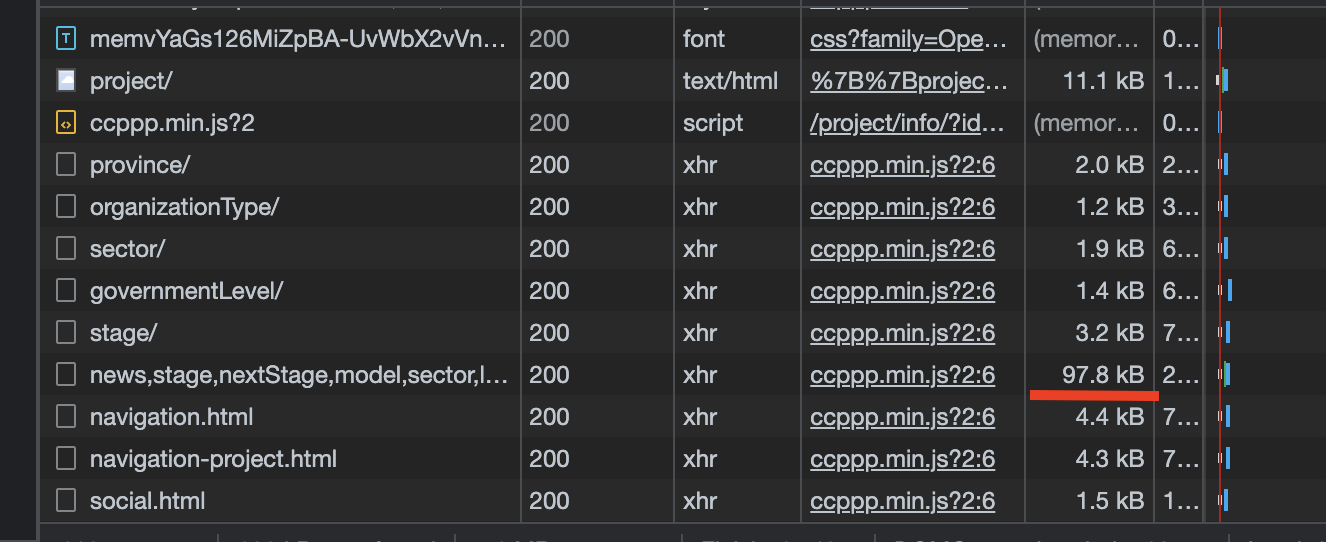 memvYaGs126MiZpBA-UvWbX2vVn... 200 font css?family=Ope... (memor... 0...
project/ 200 text/html %7B%7Bprojec... 11.1 kB 1...
ccppp.min.js?2 200 script /project/info/?id... (memor... 0...
province/ 200 xhr ccppp.min.js?2:6 2.0 kB 2...
organizationType/ 200 xhr ccppp.min.js?2:6 1.2 kB 3...
sector/ 200 xhr ccppp.min.js?2:6 1.9 kB 6...
governmentLevel/ 200 xhr ccppp.min.js?2:6 1.4 kB 6...
stage/ 200 xhr ccppp.min.js?2:6 3.2 kB 7...
news,stage,nextStage,model,sector,l... 200 xhr ccppp.min.js?2:6 97.8 kB 2...
navigation.html 200 xhr ccppp.min.js?2:6 4.4 kB 7...
navigation-project.html 200 xhr ccppp.min.js?2:6 4.3 kB 7...
social.html 200 xhr ccppp.min.js?2:6 1.5 kB 1...